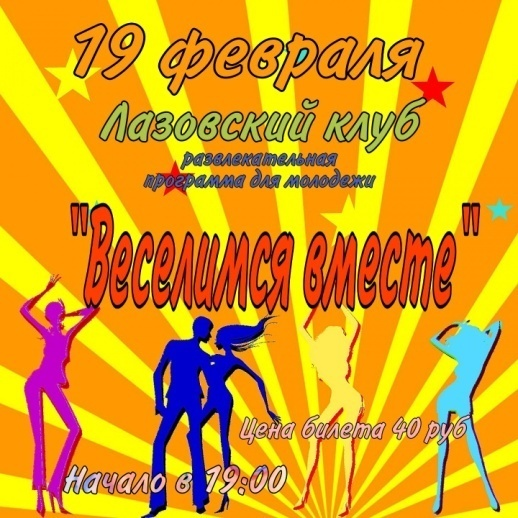 19 февраля
Лазовский клуб
развлекательная
программа для молодежи
"Веселимся вместе"
Цена билета 40 руб
Начало в 19:00